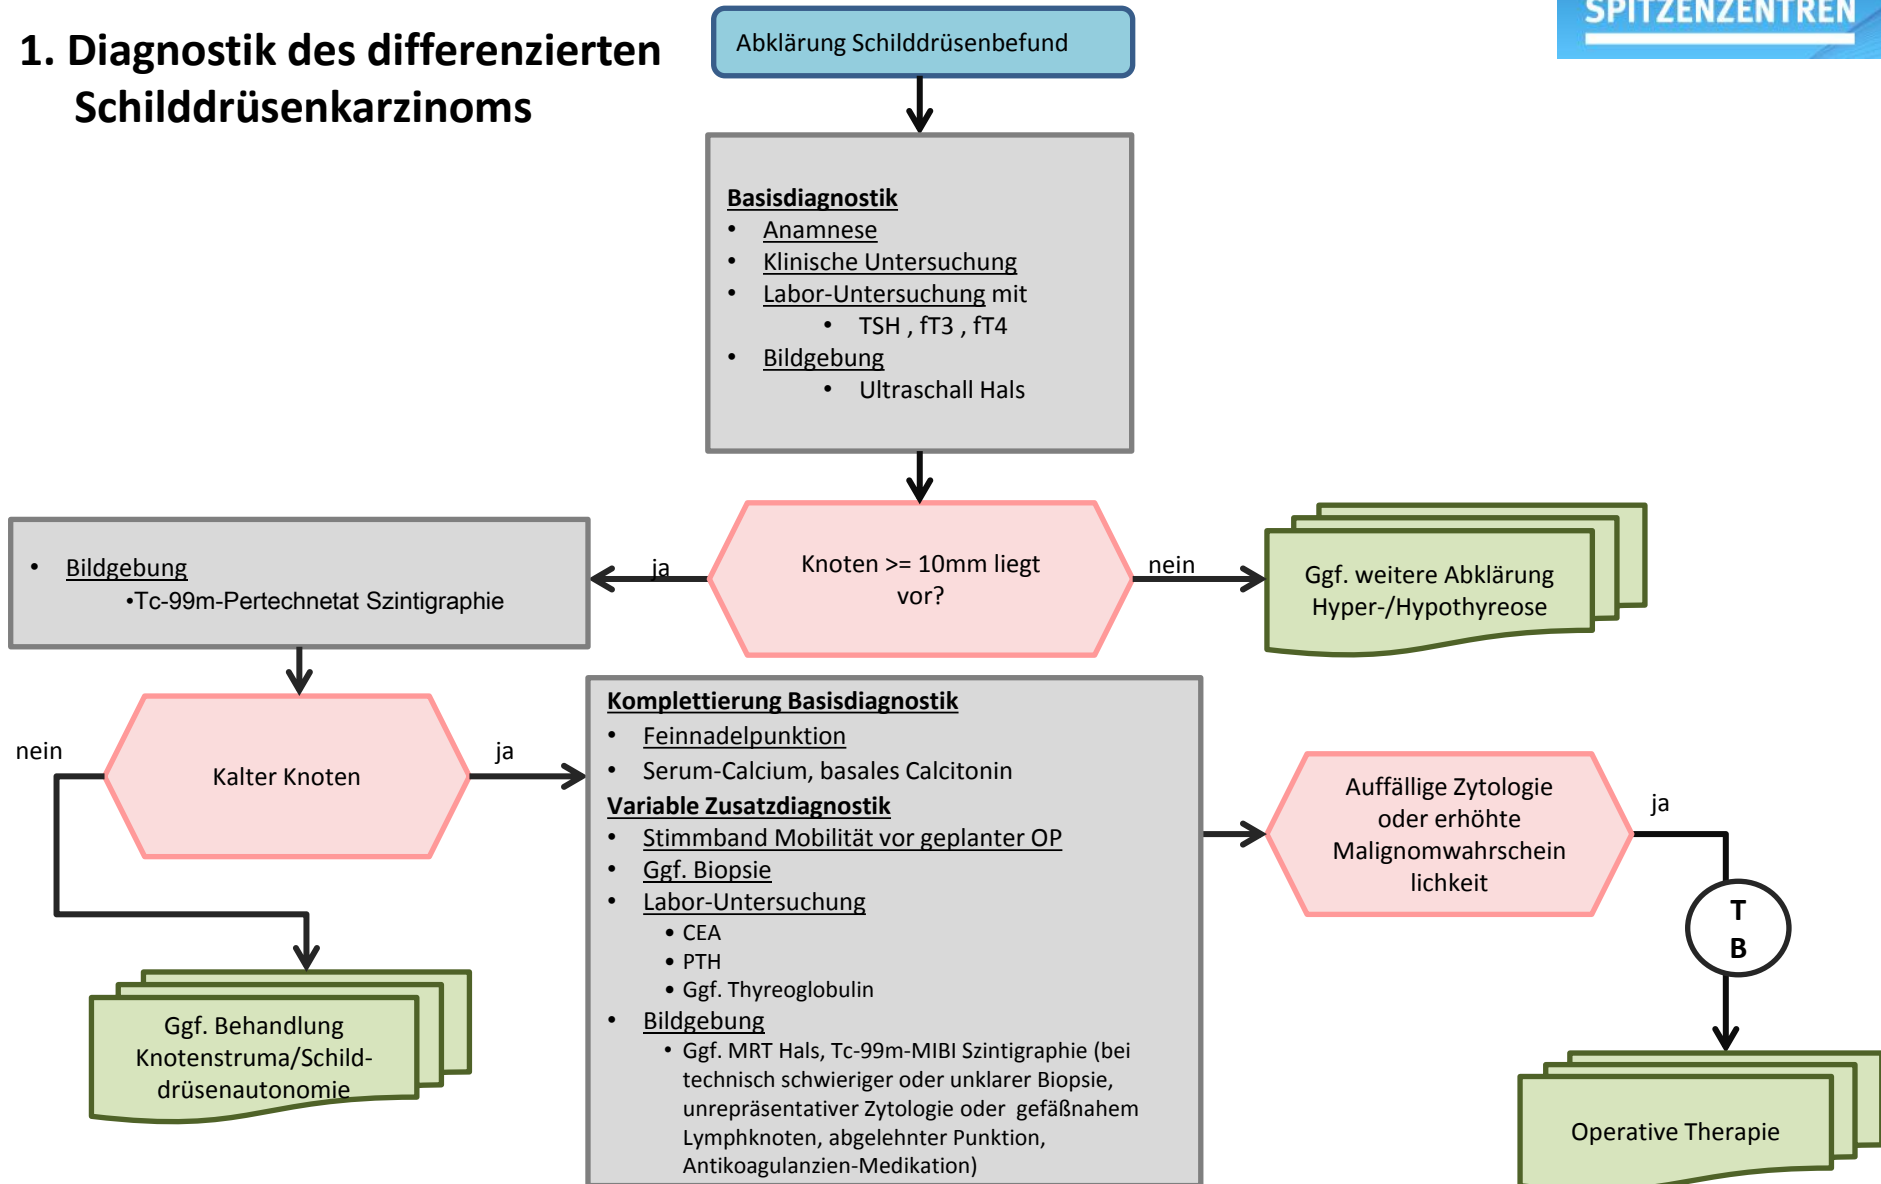 SPITZENZENTREN
1. Diagnostik des differenzierten
Schilddrüsenkarzinoms
Abklärung Schilddrüsenbefund
Basisdiagnostik
• Anamnese
• Klinische Untersuchung
• Labor-Untersuchung mit
• TSH , fT3 , fT4
• Bildgebung
• Ultraschall Hals
Knoten >= 10mm liegt
vor?
ja
nein
• Bildgebung
•Tc-99m-Pertechnetat Szintigraphie
Ggf. weitere Abklärung
Hyper-/Hypothyreose
Kalter Knoten
nein
ja
Ggf. Behandlung
Knotenstruma/Schild-
drüsenautonomie
Komplettierung Basisdiagnostik
• Feinnadelpunktion
• Serum-Calcium, basales Calcitonin
Variable Zusatzdiagnostik
• Stimmband Mobilität vor geplanter OP
• Ggf. Biopsie
• Labor-Untersuchung
• CEA
• PTH
• Ggf. Thyreoglobulin
• Bildgebung
• Ggf. MRT Hals, Tc-99m-MIBI Szintigraphie (bei
technisch schwieriger oder unklarer Biopsie,
unrepräsentativer Zytologie oder gefäßnahem
Lymphknoten, abgelehnter Punktion,
Antikoagulanzien-Medikation)
Auffällige Zytologie
oder erhöhte
Malignomwahrschein
lichkeit
ja
T
B
Operative Therapie